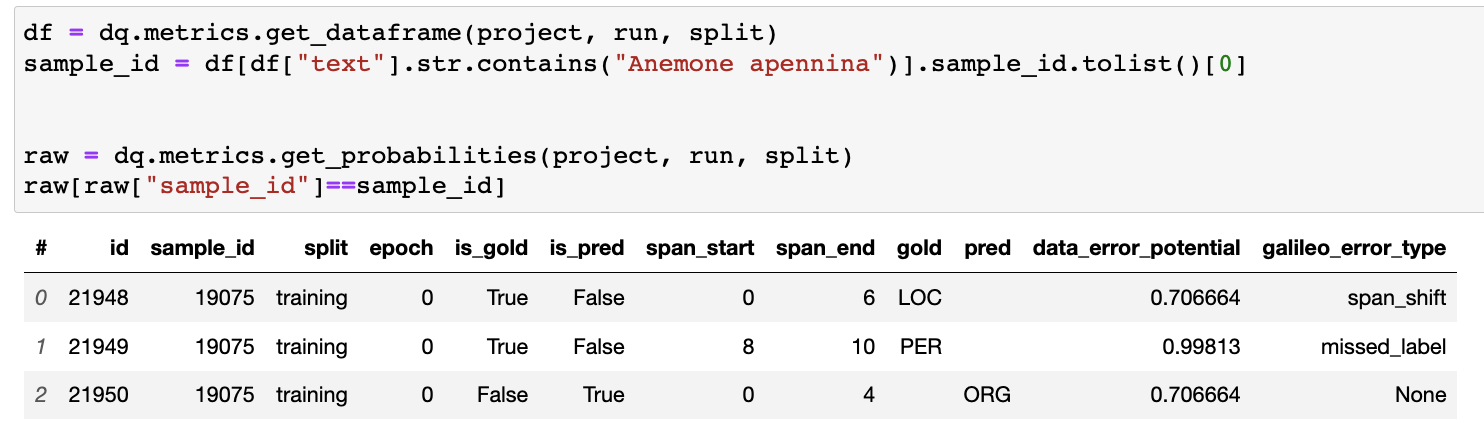 df = dq.metrics.get_dataframe(project, run, split)
sample_id = df[df["text"].str.contains("Anemone apennina")].sample_id.tolist()[0]
raw = dq.metrics.get_probabilities(project, run, split)
raw[raw["sample_id"]==sample_id]
# id sample_id split epoch is_gold is_pred span_start span_end gold pred data_error_potential galileo_error_type
0 21948 19075 training 0 True False 0 6 LOC 0.706664 span_shift
1 21949 19075 training 0 True False 8 10 PER 0.99813 missed_label
2 21950 19075 training 0 False True 0 4 ORG 0.706664 None